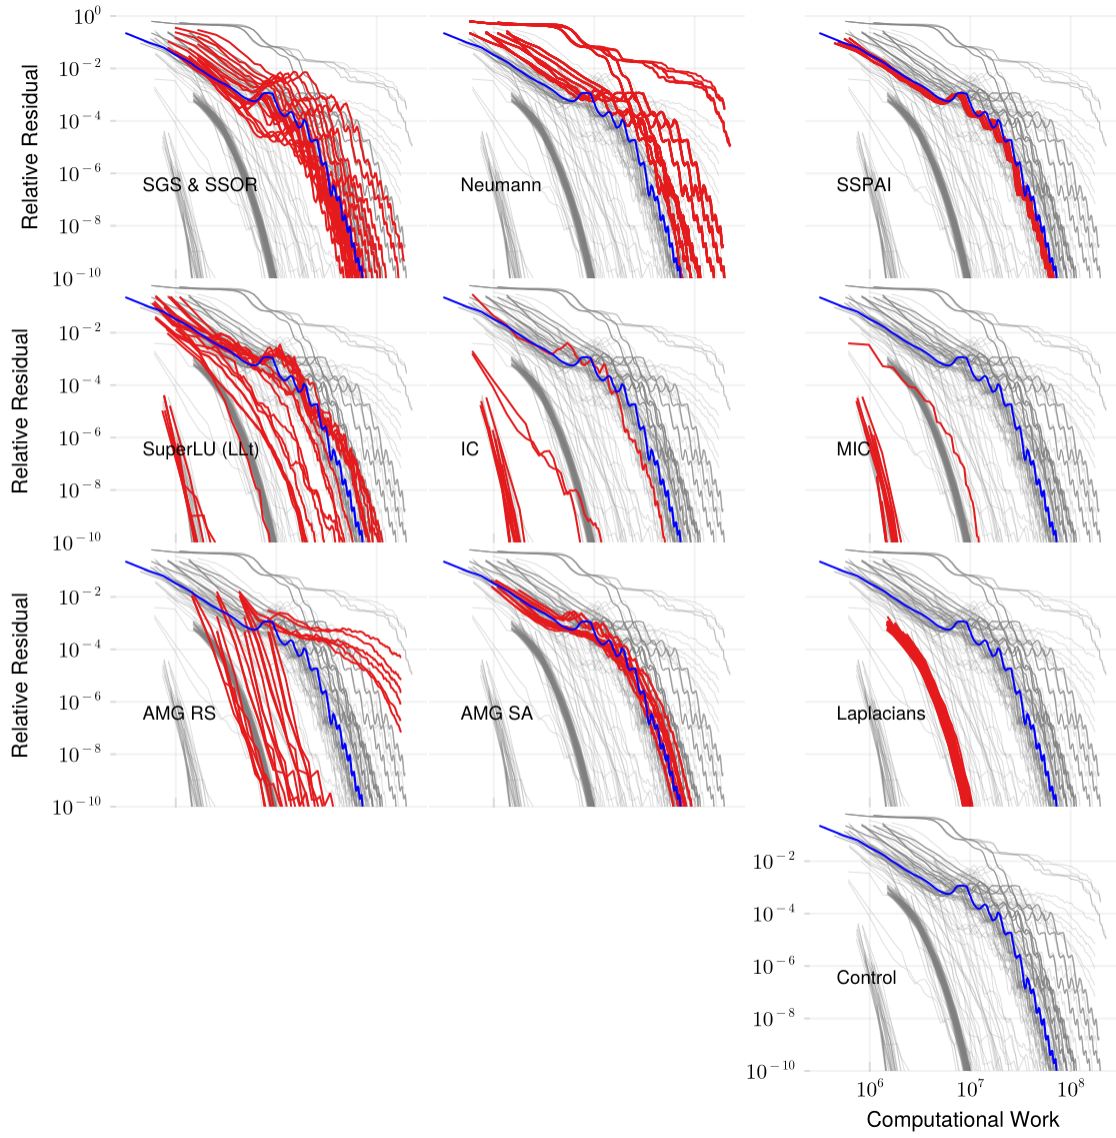 10^0
10^-2
10^-4
10^-6
10^-8
10^-10
Relative Residual
SGS & SSOR
Neumann
SSPAI
10^-2
10^-4
10^-6
10^-8
10^-10
Relative Residual
SuperLU (LLt)
IC
MIC
10^-2
10^-4
10^-6
10^-8
10^-10
Relative Residual
AMG RS
AMG SA
Laplacians
10^-2
10^-4
10^-6
10^-8
10^-10
Control
10^6 10^7 10^8
Computational Work